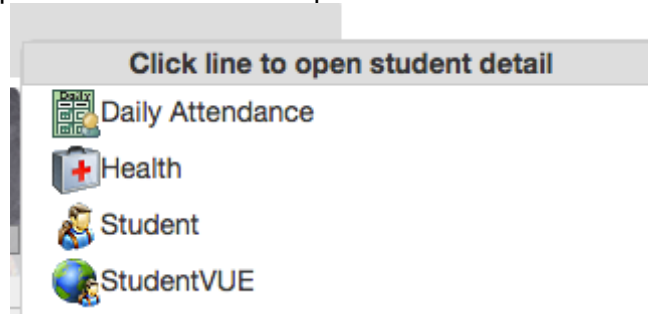 Click line to open student detail
Daily Attendance
Health
Student
StudentVUE